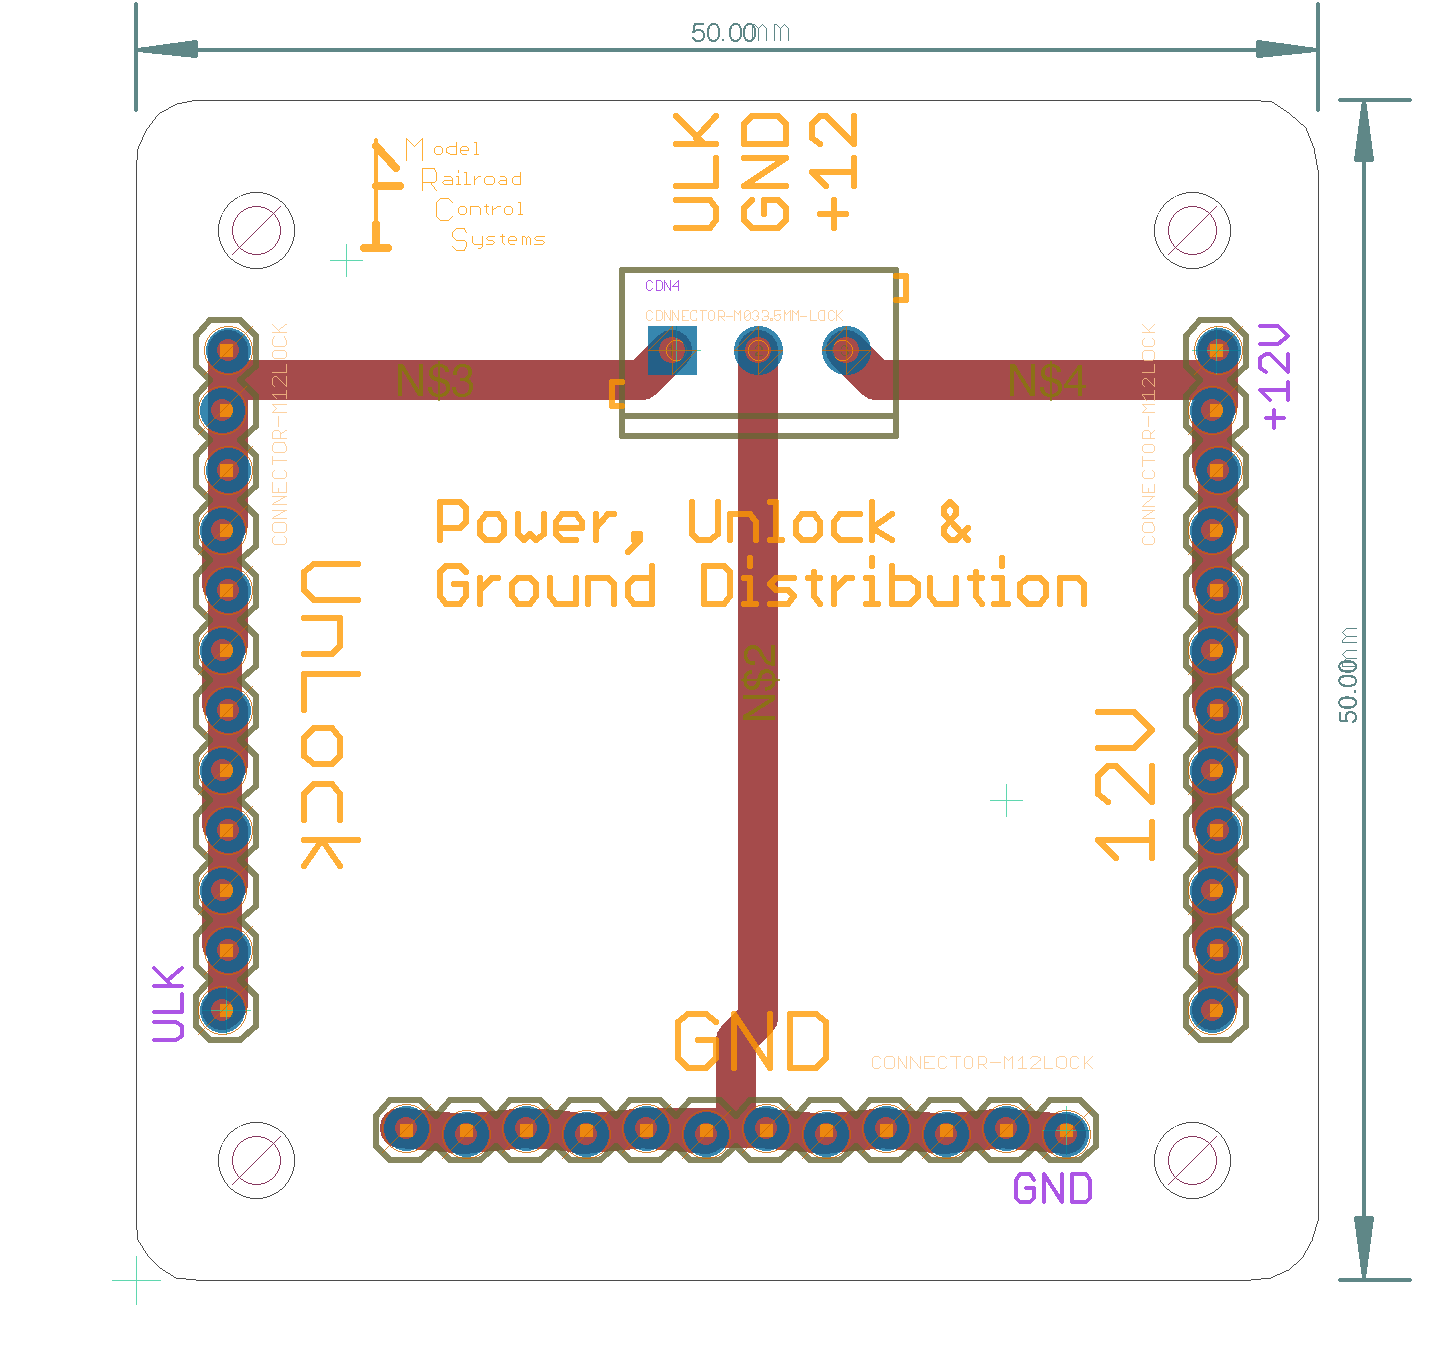 50.00mm
ULK
GND
+12
Model
Railroad
Control
Systems
CON4
CONNECTOR-M033.5MM-LOCK
N$3
N$4
CONNECTOR-M12LOCK
CONNECTOR-M12LOCK
+12V
Power, Unlock &
Ground Distribution
UnLock
N$2
50.00mm
12V
ULK
GND
CONNECTOR-M12LOCK
GND